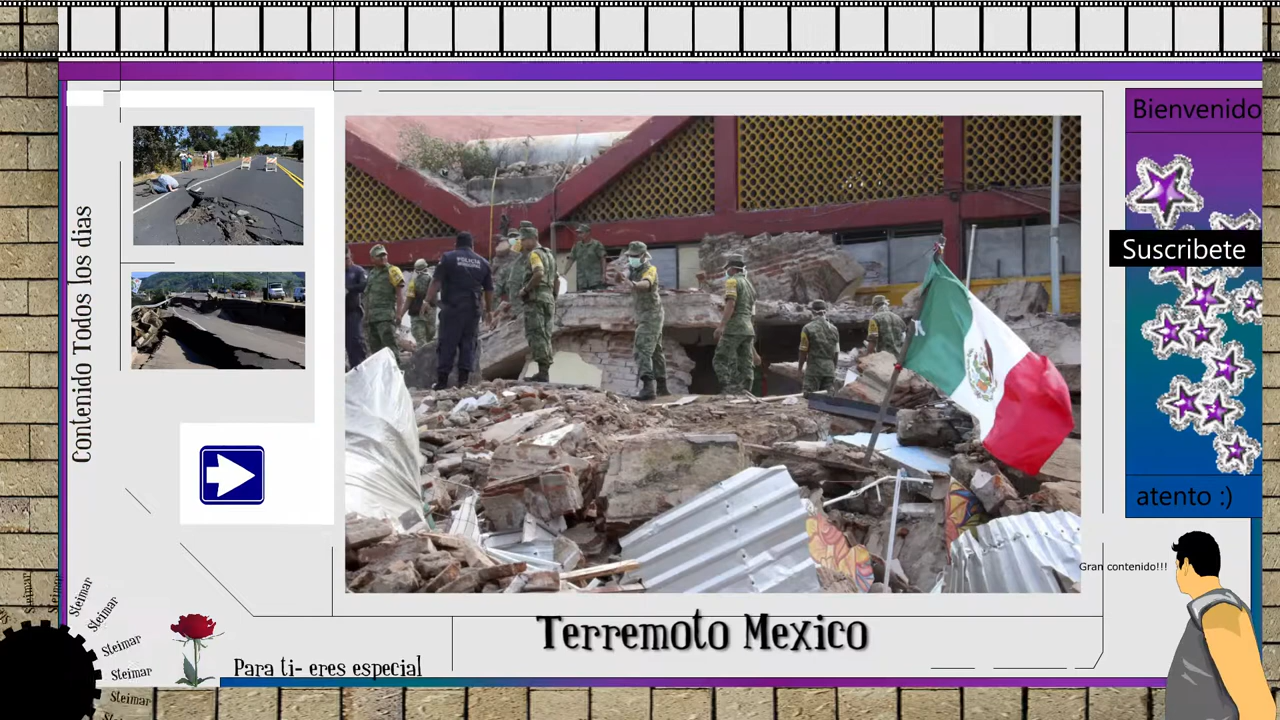 Bienvenido
Suscribete
atento :)
Contenido Todos los dias
POLICIA
Gran contenido!!!
Terremoto Mexico
Para ti- eres especial
Steimar
Steimar
Steimar
Steimar
Steimar